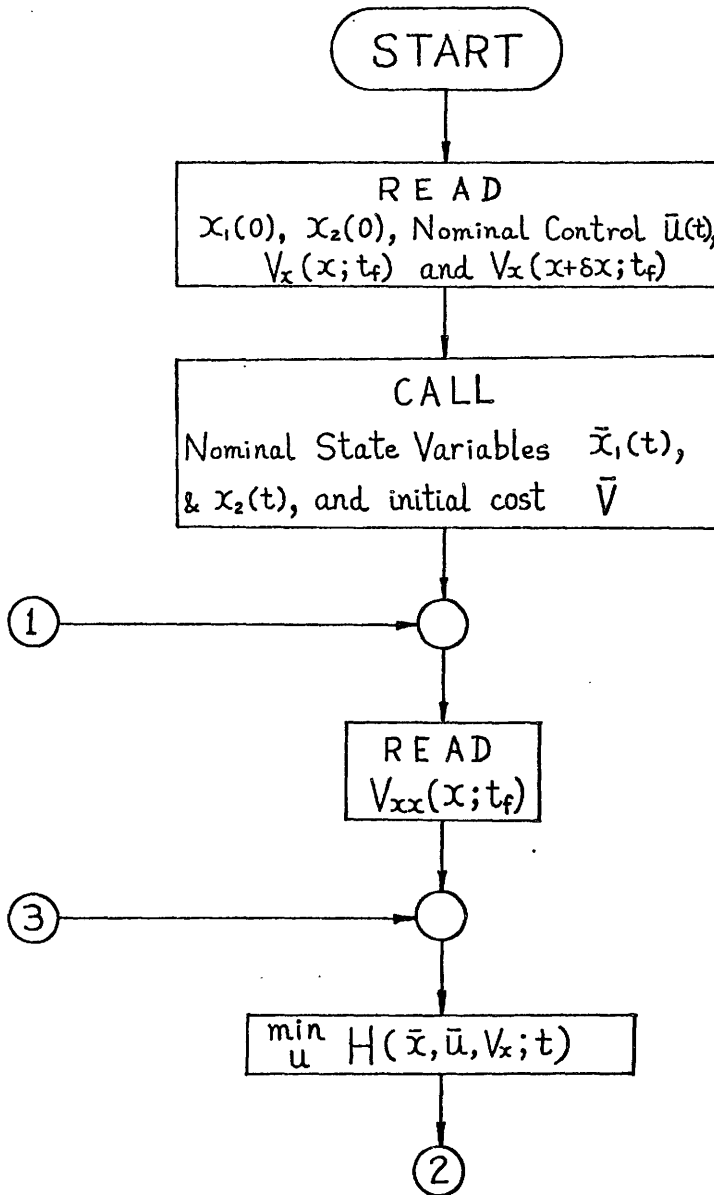 START
READ
x₁(0), x₂(0), Nominal Control ū(t),
Vₓ(x; t_f) and Vₓ(x+δx; t_f)
CALL
Nominal State Variables x̄₁(t),
& x₂(t), and initial cost V̄
1
READ
Vₓₓ(x; t_f)
3
min H(x̄, ū, Vₓ; t)
u
2